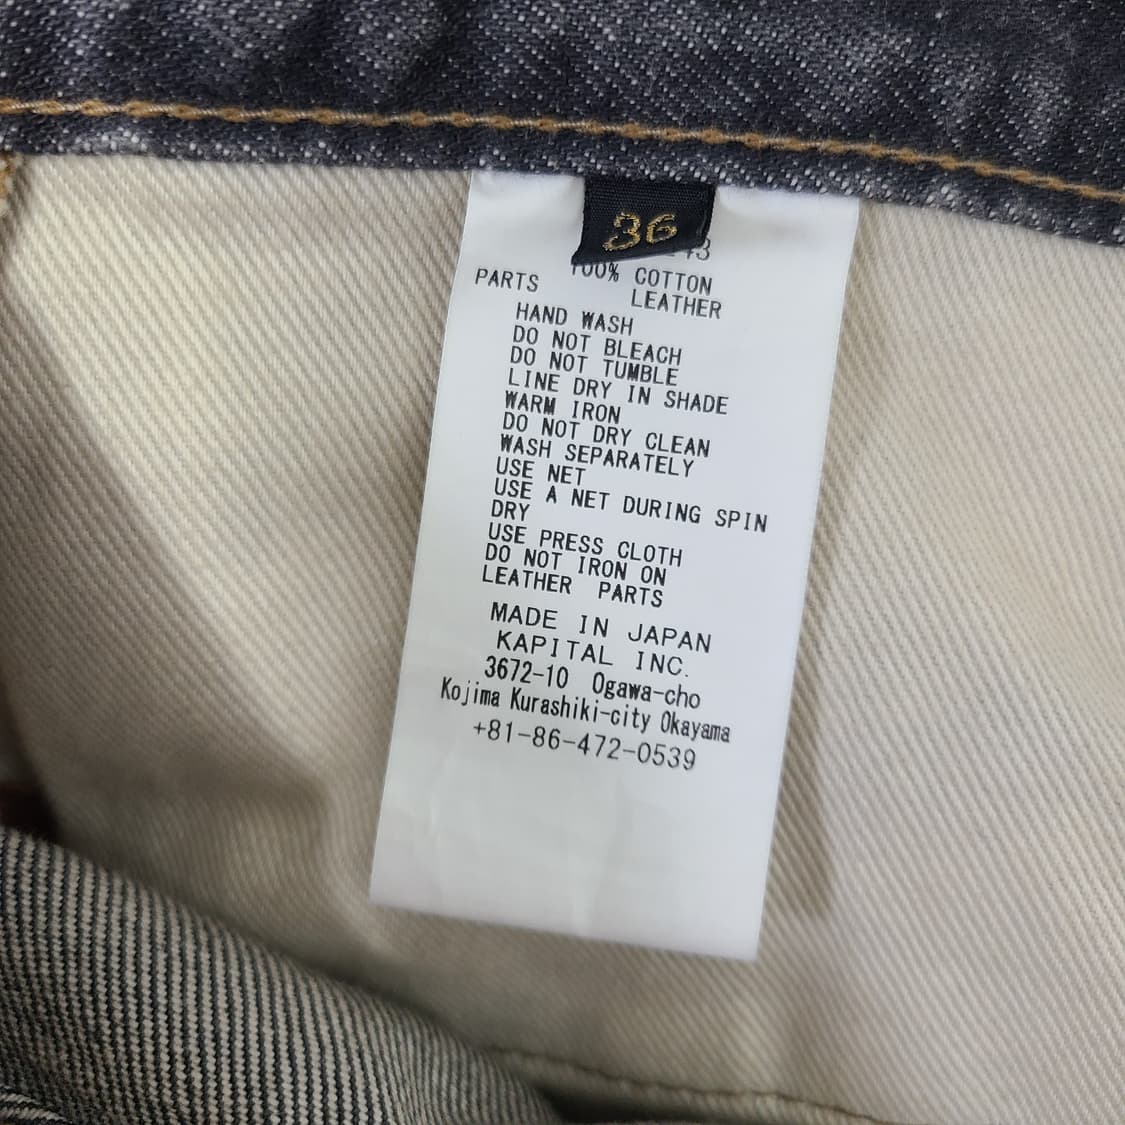 36
100% COTTON
PARTS LEATHER
HAND WASH
DO NOT BLEACH
DO NOT TUMBLE
LINE DRY IN SHADE
WARM IRON
DO NOT DRY CLEAN
WASH SEPARATELY
USE NET
USE A NET DURING SPIN
DRY
USE PRESS CLOTH
DO NOT IRON ON
LEATHER PARTS
MADE IN JAPAN
KAPITAL INC.
3672-10 Ogawa-cho
Kojima Kurashiki-city Okayama
+81-86-472-0539